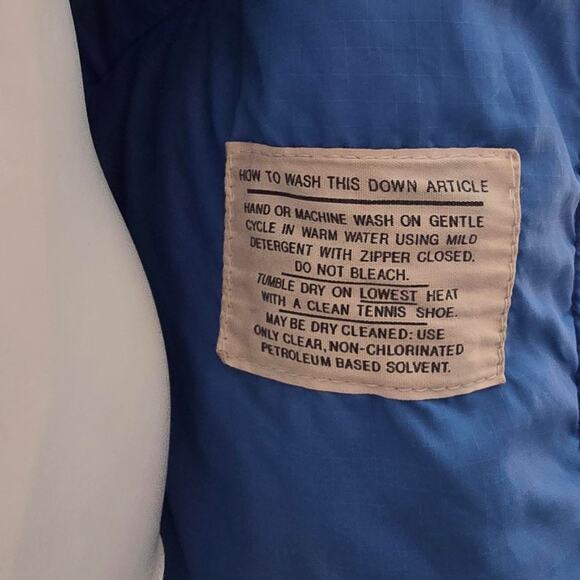 HOW TO WASH THIS DOWN ARTICLE
HAND OR MACHINE WASH ON GENTLE
CYCLE IN WARM WATER USING MILD
DETERGENT WITH ZIPPER CLOSED.
DO NOT BLEACH.
TUMBLE DRY ON LOWEST HEAT
WITH A CLEAN TENNIS SHOE.
MAY BE DRY CLEANED: USE
ONLY CLEAR, NON-CHLORINATED
PETROLEUM BASED SOLVENT.